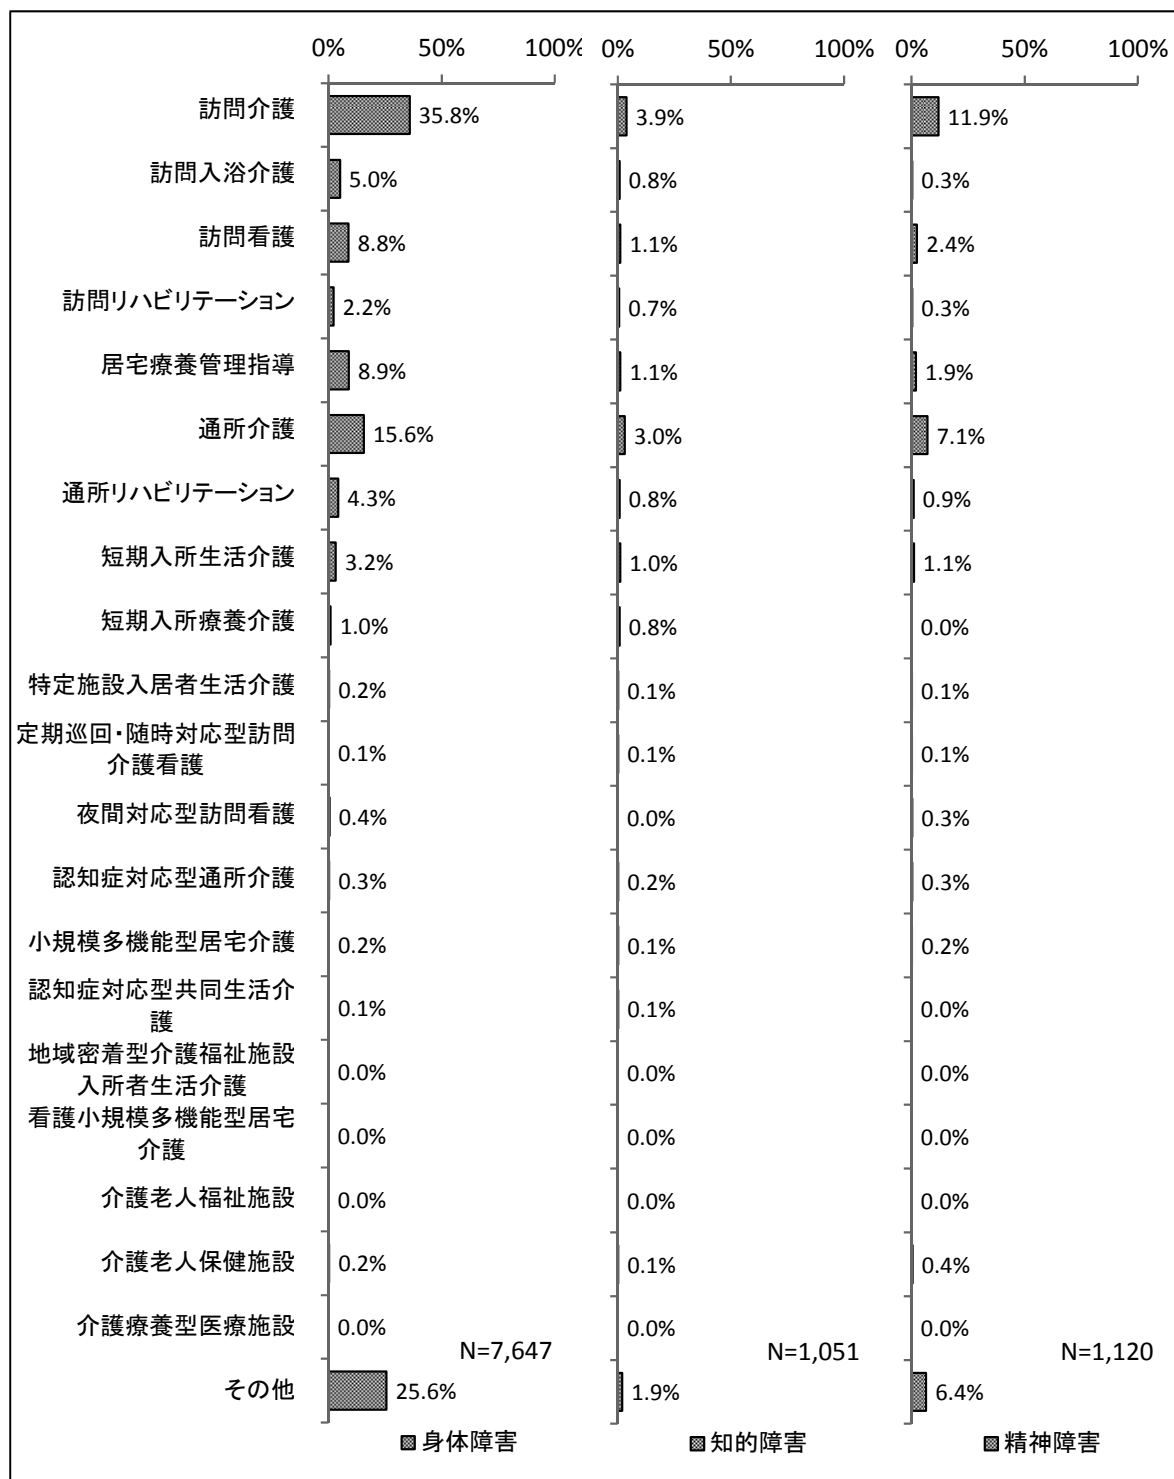 0% 50% 100% 0% 50% 100% 0% 50% 100%
訪問介護 35.8% 3.9% 11.9%
訪問入浴介護 5.0% 0.8% 0.3%
訪問看護 8.8% 1.1% 2.4%
訪問リハビリテーション 2.2% 0.7% 0.3%
居宅療養管理指導 8.9% 1.1% 1.9%
通所介護 15.6% 3.0% 7.1%
通所リハビリテーション 4.3% 0.8% 0.9%
短期入所生活介護 3.2% 1.0% 1.1%
短期入所療養介護 1.0% 0.8% 0.0%
特定施設入居者生活介護 0.2% 0.1% 0.1%
定期巡回・随時対応型訪問
介護看護 0.1% 0.1% 0.1%
夜間対応型訪問看護 0.4% 0.0% 0.3%
認知症対応型通所介護 0.3% 0.2% 0.3%
小規模多機能型居宅介護 0.2% 0.1% 0.2%
認知症対応型共同生活介
護 0.1% 0.1% 0.0%
地域密着型介護福祉施設
入所者生活介護 0.0% 0.0% 0.0%
看護小規模多機能型居宅
介護 0.0% 0.0% 0.0%
介護老人福祉施設 0.0% 0.0% 0.0%
介護老人保健施設 0.2% 0.1% 0.4%
介護療養型医療施設 0.0% 0.0% 0.0%
N=7,647 N=1,051 N=1,120
その他 25.6% 1.9% 6.4%
身体障害 知的障害 精神障害